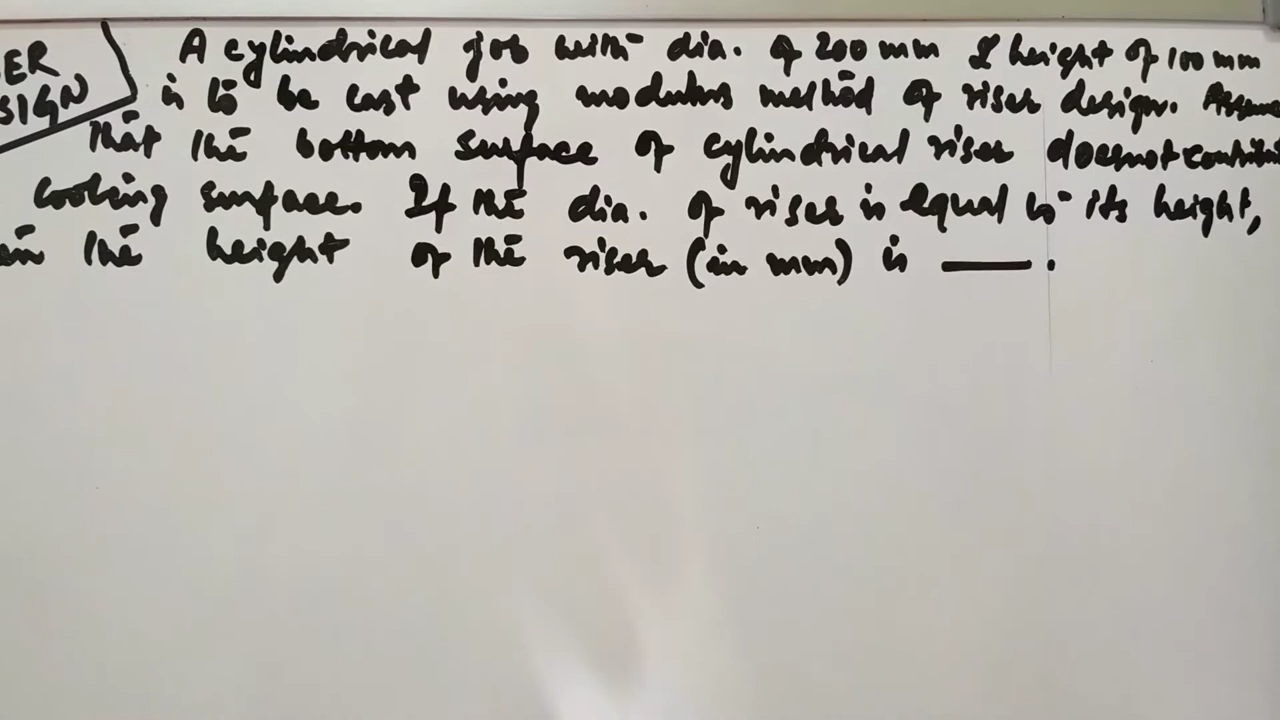 ER
SIGN
A cylindrical job with dia. of 200 mm & height of 100 mm
is to be cast using modulus method of riser design. Assume
that the bottom surface of cylindrical riser doesnot contribu
cooling surface. If the dia. of riser is equal to its height,
the height of the riser (in mm) is ___.